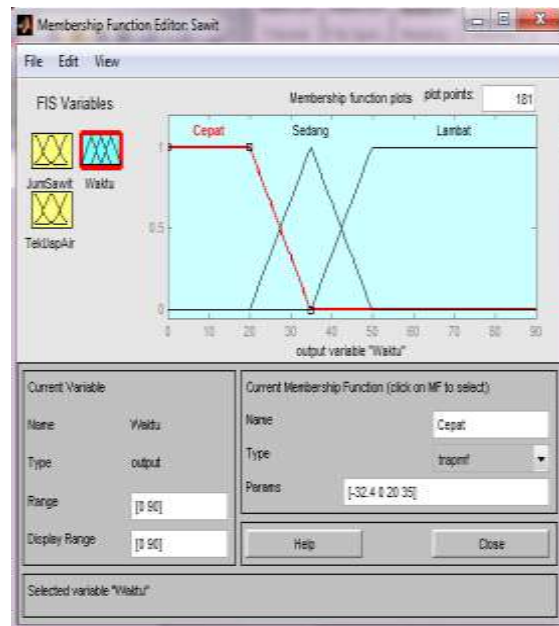 Membership Function Editor: Sawit
File Edit View
FIS Variables
JumSawit
Waktu
TekUapAir
Membership function plots
plot points:
181
Cepat
Sedang
Lambat
1
0.5
0
0 10 20 30 40 50 60 70 80 90
output variable "Waktu"
Current Variable
Name Waktu
Type output
Range [0 90]
Display Range [0 90]
Current Membership Function (click on MF to select)
Name Cepat
Type trapmf
Params [-32.4 0 20 35]
Help
Close
Selected variable "Waktu"